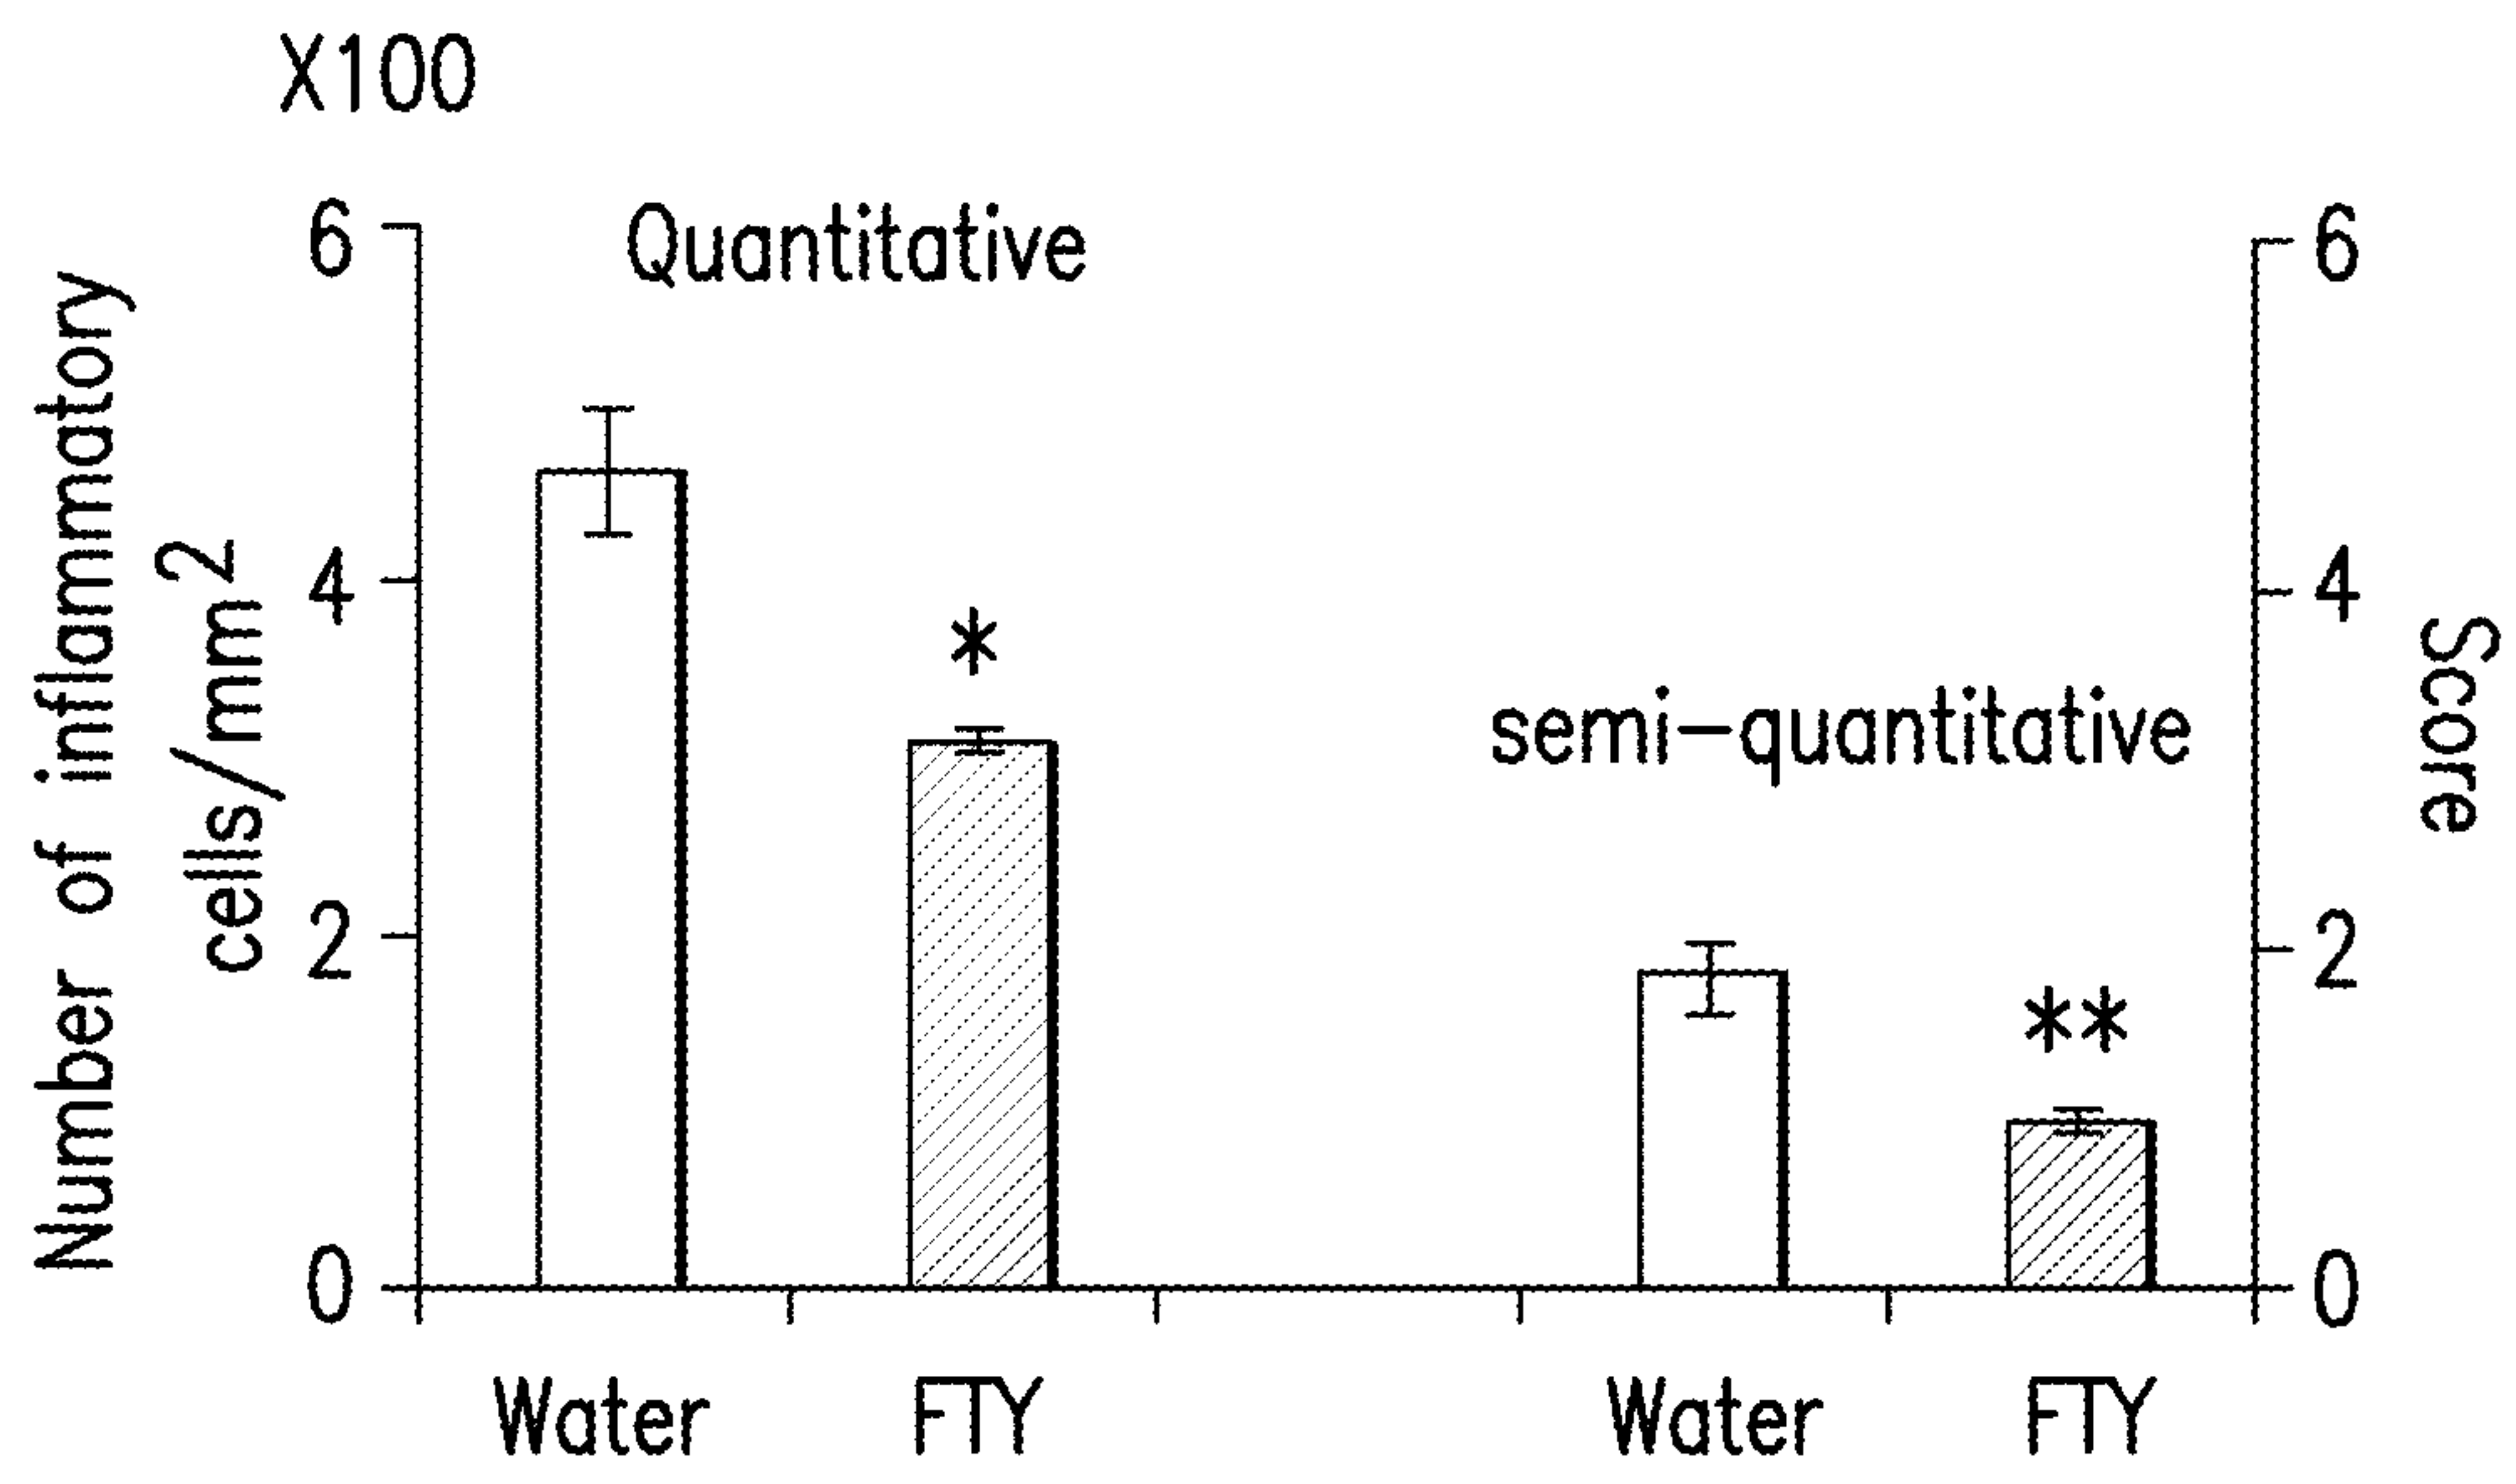 X100
Number of inflammatory
cells/mm2
6
4
2
0
Quantitative
*
semi-quantitative
**
6
4
2
0
Score
Water FTY Water FTY